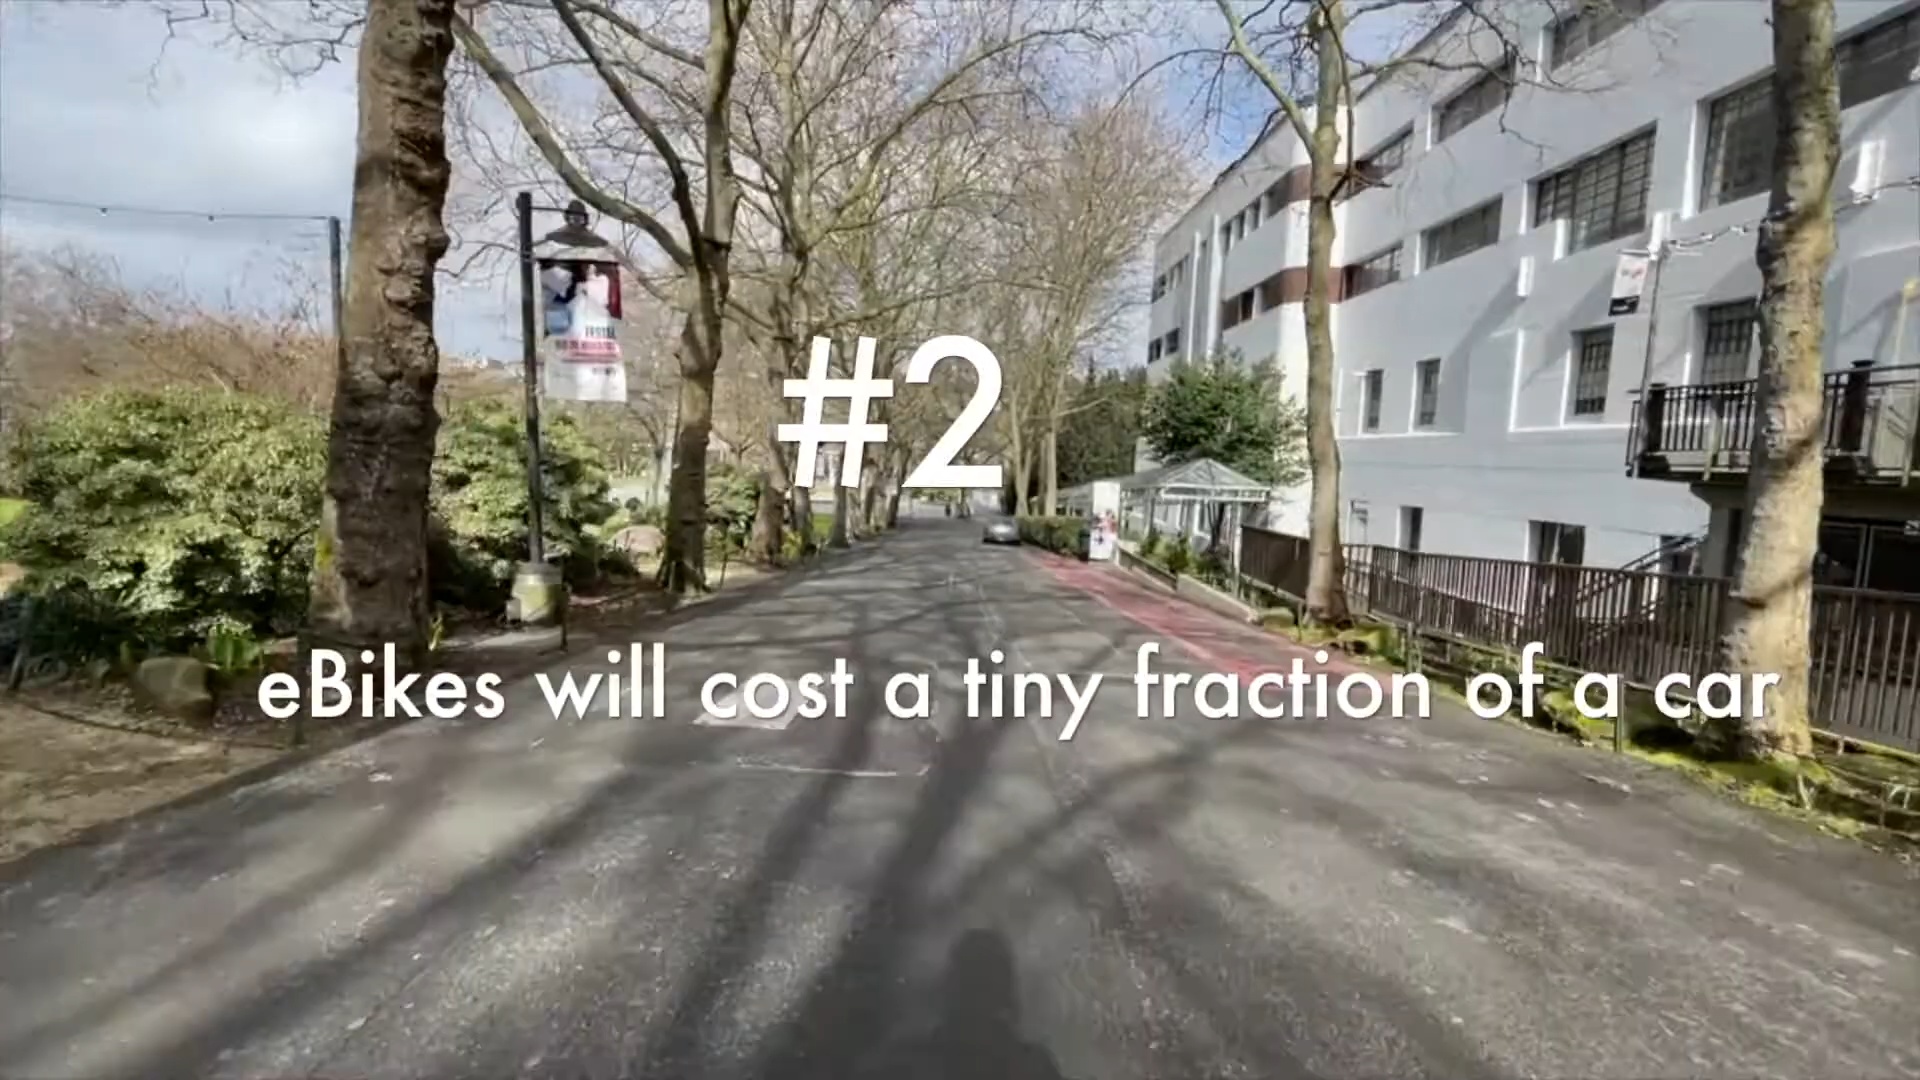 #2
eBikes will cost a tiny fraction of a car